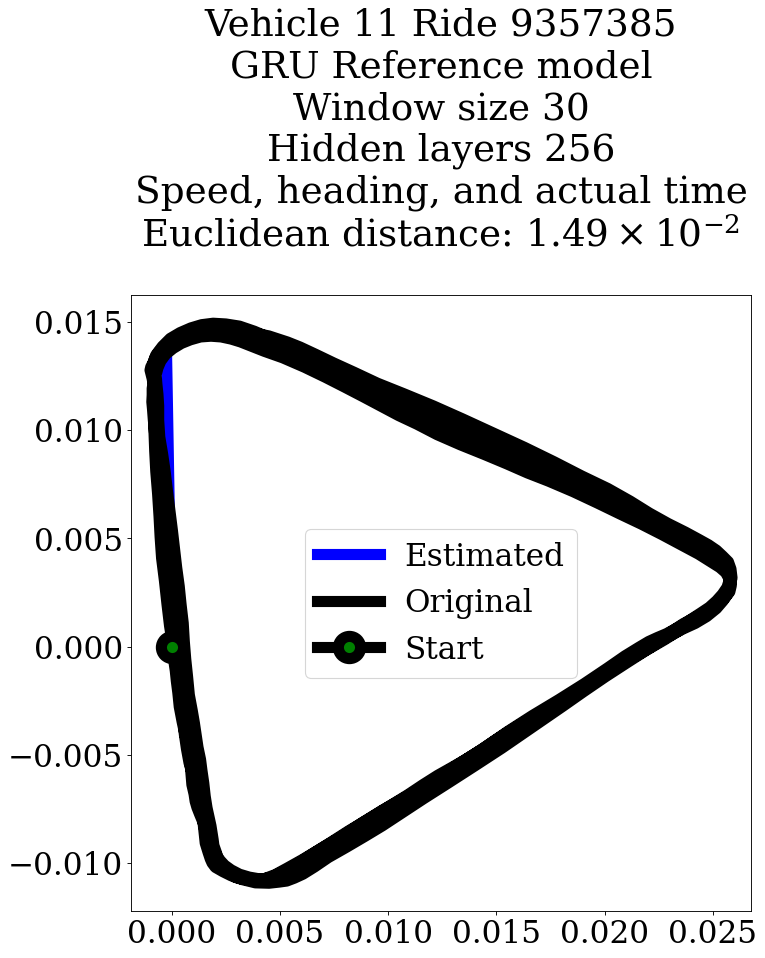 Vehicle 11 Ride 9357385
GRU Reference model
Window size 30
Hidden layers 256
Speed, heading, and actual time
Euclidean distance: 1.49 × 10⁻²
0.015
0.010
0.005
0.000
−0.005
−0.010
Estimated
Original
Start
0.000 0.005 0.010 0.015 0.020 0.025